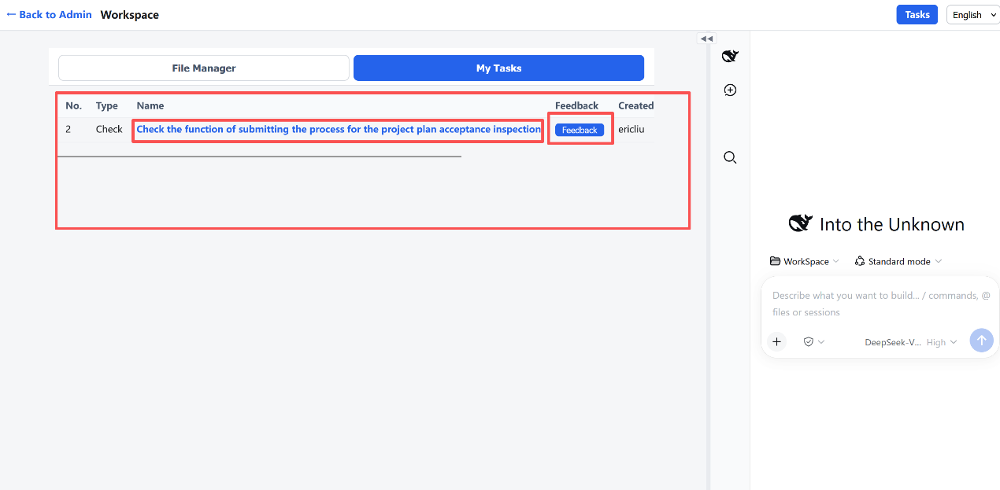 ← Back to Admin Workspace
Tasks English
File Manager My Tasks
No. Type Name Feedback Created
2 Check Check the function of submitting the process for the project plan acceptance inspection Feedback ericliu
Into the Unknown
WorkSpace Standard mode
Describe what you want to build... / commands, @
files or sessions
DeepSeek-V... High